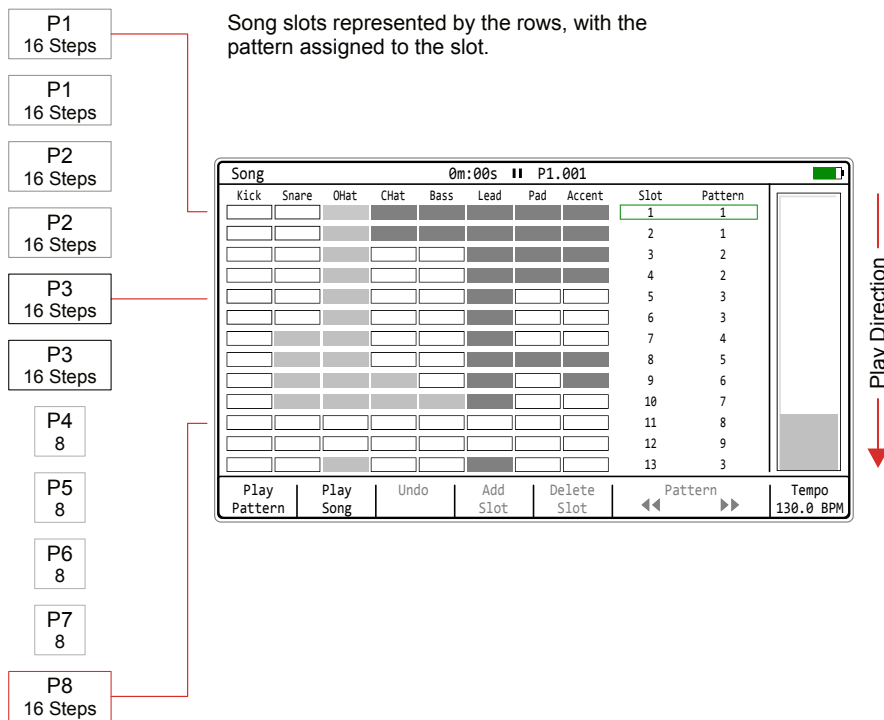 Song slots represented by the rows, with the
pattern assigned to the slot.
P1
16 Steps
P1
16 Steps
P2
16 Steps
P2
16 Steps
P3
16 Steps
P3
16 Steps
P4
8
P5
8
P6
8
P7
8
P8
16 Steps
Song 0m:00s P1.001
Kick Snare OHat CHat Bass Lead Pad Accent Slot Pattern
1 1
2 1
3 2
4 2
5 3
6 3
7 4
8 5
9 6
10 7
11 8
12 9
13 3
Play Pattern
Play Song
Undo
Add Slot
Delete Slot
Pattern
Tempo
130.0 BPM
Play Direction